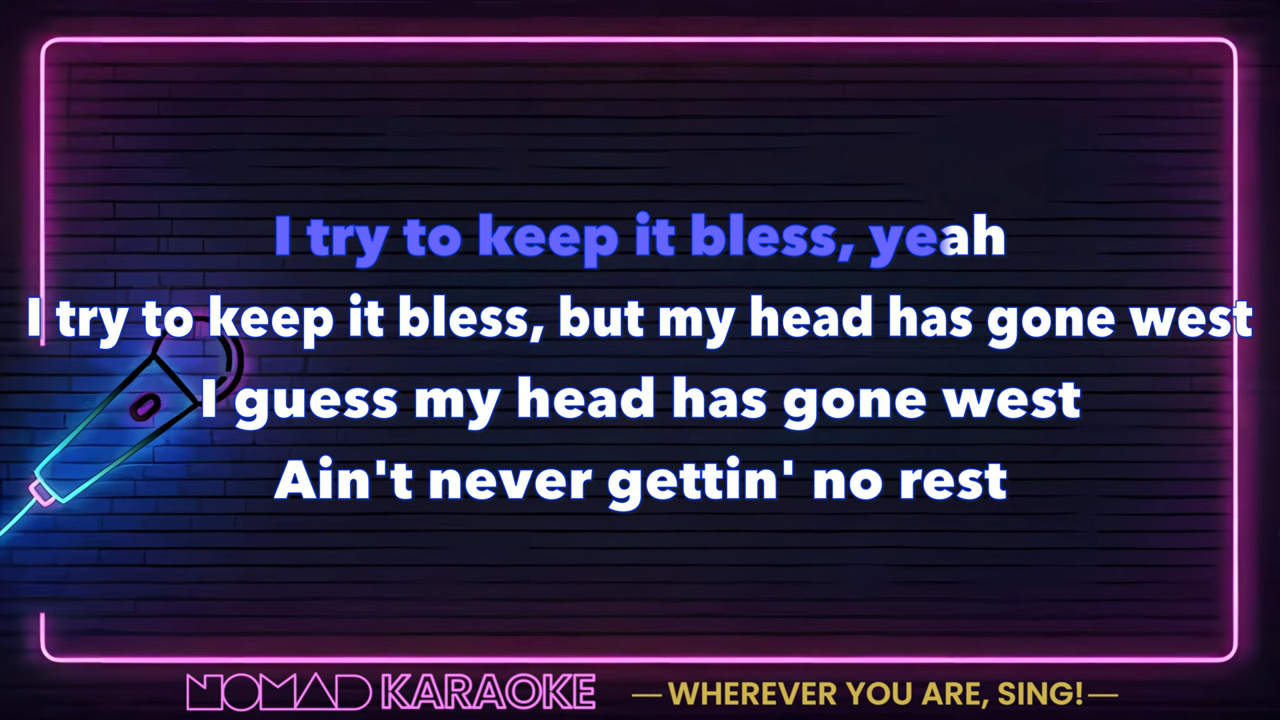 I try to keep it bless, yeah
I try to keep it bless, but my head has gone west
I guess my head has gone west
Ain't never gettin' no rest
NOMAD KARAOKE — WHEREVER YOU ARE, SING! —